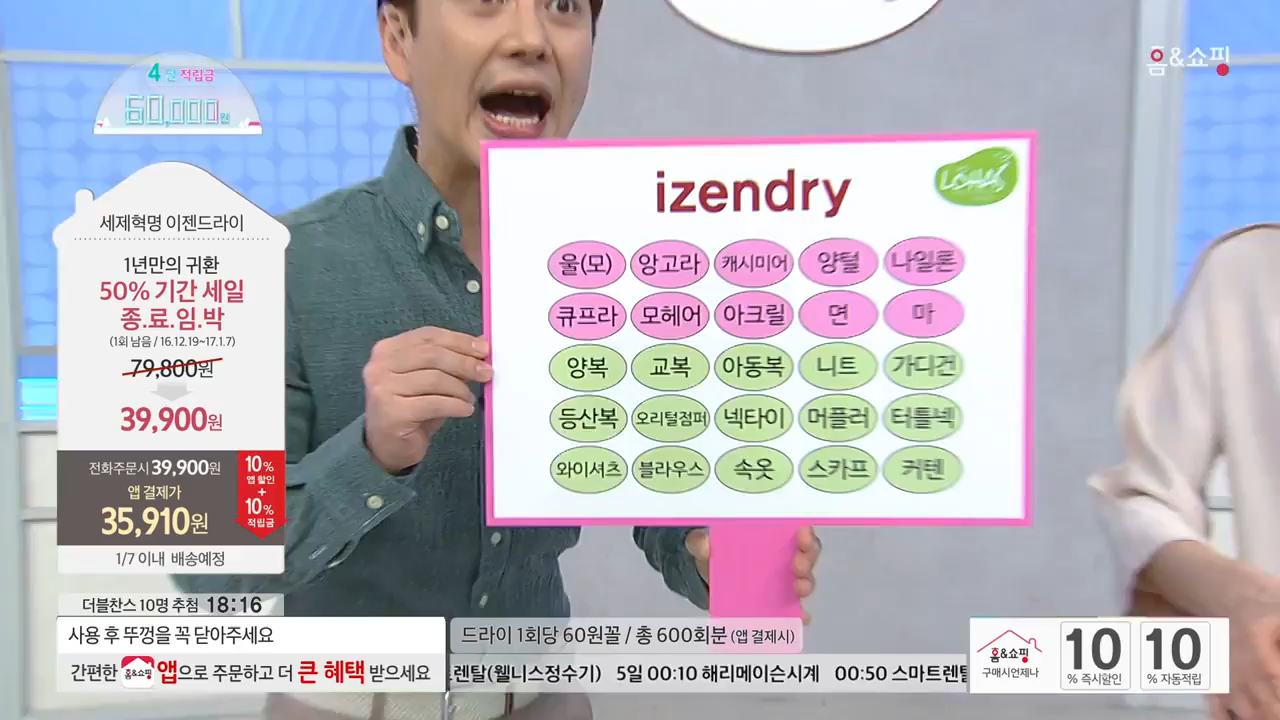 4 단 적립금
60,000원
홈&쇼핑
세제혁명 이젠드라이
1년만의 귀환
50% 기간 세일
종.료.임.박
(1회 남음 / 16.12.19~17.1.7)
79,800원
39,900원
전화주문시 39,900원
앱 결제가
35,910원
10%
앱 할인
+
10%
적립금
1/7 이내 배송예정
더블찬스 10명 추첨 18:16
izendry
LOHAS
울(모) 앙고라 캐시미어 양털 나일론
큐프라 모헤어 아크릴 면 마
양복 교복 아동복 니트 가디건
등산복 오리털점퍼 넥타이 머플러 터틀넥
와이셔츠 블라우스 속옷 스카프 커텐
사용 후 뚜껑을 꼭 닫아주세요
드라이 1회당 60원꼴 / 총 600회분 (앱 결제시)
간편한 홈&쇼핑 앱으로 주문하고 더 큰 혜택 받으세요
렌탈(웰니스정수기) 5일 00:10 해리메이슨시계 00:50 스마트렌탈
홈&쇼핑
구매시언제나
10
% 즉시할인
10
% 자동적립